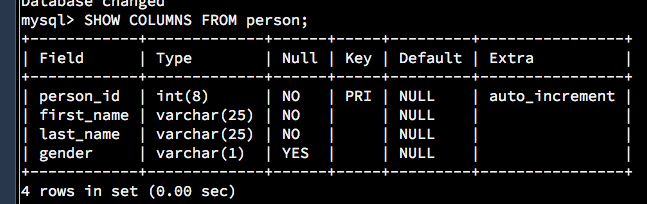 Database changed
mysql> SHOW COLUMNS FROM person;
+------------+-------------+------+-----+---------+----------------+
| Field      | Type        | Null | Key | Default | Extra          |
+------------+-------------+------+-----+---------+----------------+
| person_id  | int(8)      | NO   | PRI | NULL    | auto_increment |
| first_name | varchar(25) | NO   |     | NULL    |                |
| last_name  | varchar(25) | NO   |     | NULL    |                |
| gender     | varchar(1)  | YES  |     | NULL    |                |
+------------+-------------+------+-----+---------+----------------+
4 rows in set (0.00 sec)